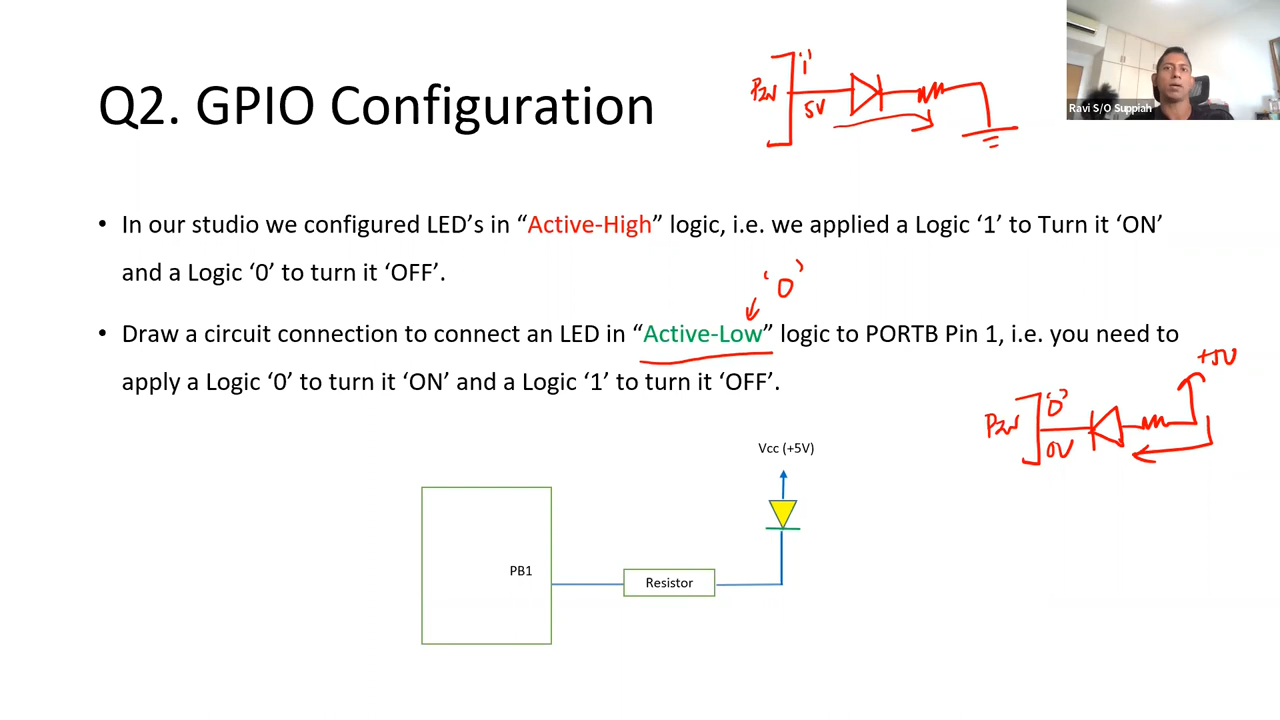 Q2. GPIO Configuration
PIN
'1'
5V
Ravi S/O Suppiah
• In our studio we configured LED's in “Active-High” logic, i.e. we applied a Logic ‘1’ to Turn it ‘ON’
and a Logic ‘0’ to turn it ‘OFF’.
'0'
• Draw a circuit connection to connect an LED in “Active-Low” logic to PORTB Pin 1, i.e. you need to
apply a Logic ‘0’ to turn it ‘ON’ and a Logic ‘1’ to turn it ‘OFF’.
+5V
PIN
'0'
0V
Vcc (+5V)
PB1
Resistor